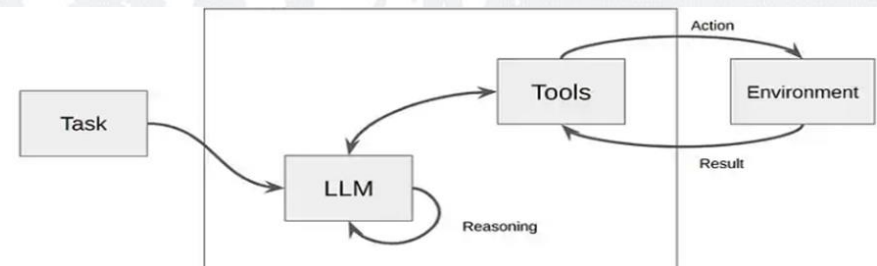 Action
Tools
Environment
Task
Result
LLM
Reasoning